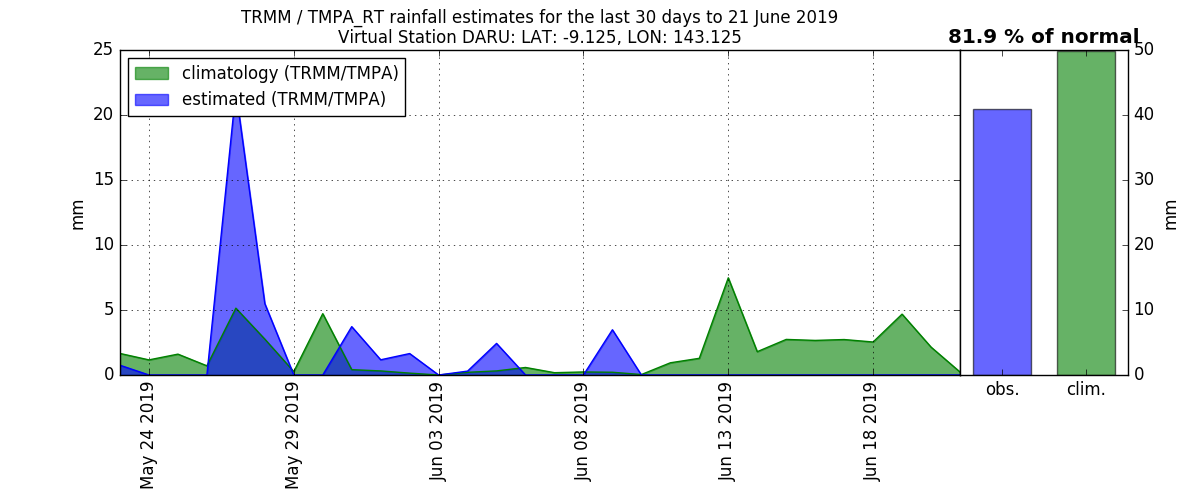 TRMM / TMPA_RT rainfall estimates for the last 30 days to 21 June 2019
Virtual Station DARU: LAT: -9.125, LON: 143.125
81.9 % of normal
climatology (TRMM/TMPA)
estimated (TRMM/TMPA)
25
20
15
10
5
0
mm
May 24 2019
May 29 2019
Jun 03 2019
Jun 08 2019
Jun 13 2019
Jun 18 2019
obs.
clim.
50
40
30
20
10
0
mm